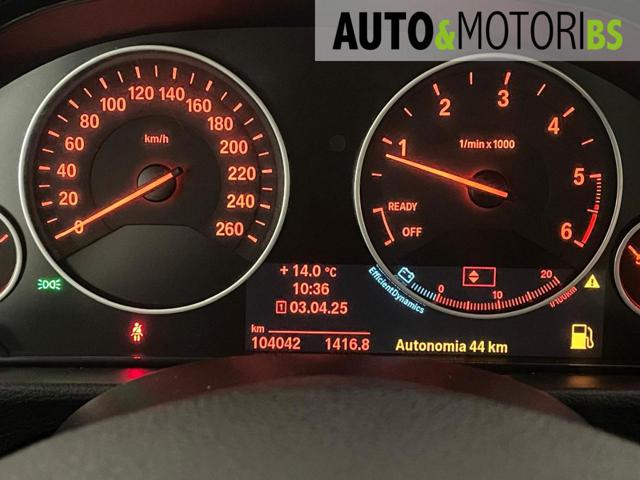 AUTO&MOTORI BS
0
20
40
60
80
100
120
140
160
180
200
220
240
260
km/h
1
2
3
4
5
6
1/min x 1000
READY
OFF
EfficientDynamics
0
10
20
l/100km
+ 14.0 °C
10:36
03.04.25
km
104042
1416.8
Autonomia 44 km